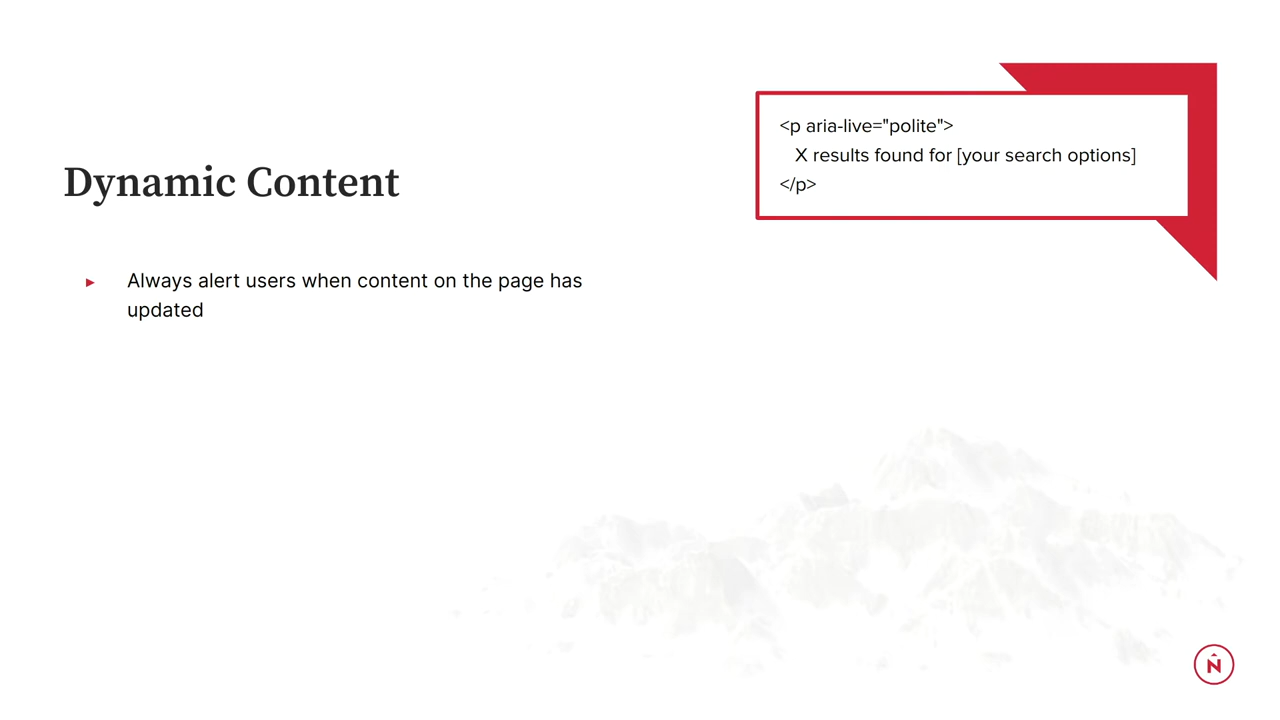 Dynamic Content
Always alert users when content on the page has
updated
<p aria-live="polite">
X results found for [your search options]
</p>
N